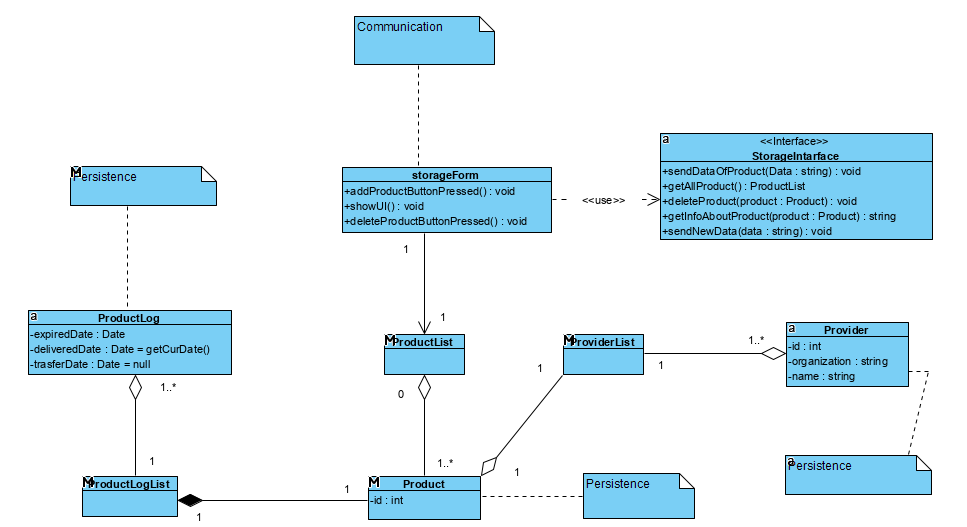 Communication
a
<<Interface>>
StorageIntarface
+sendDataOfProduct(Data : string) : void
+getAllProduct() : ProductList
+deleteProduct(product : Product) : void
+getInfoAboutProduct(product : Product) : string
+sendNewData(data : string) : void
M
Persistence
storageForm
+addProductButtonPressed() : void
+showUI() : void
+deleteProductButtonPressed() : void
<<use>>
1
1
a
ProductLog
-expiredDate : Date
-deliveredDate : Date = getCurDate()
-trasferDate : Date = null
M
ProductList
M
ProviderList
1..*
a
Provider
-id : int
-organization : string
-name : string
1
1
1..*
0
1
1..*
1
a
Persistence
M
ProductLogList
1
1
M
Product
-id : int
Persistence